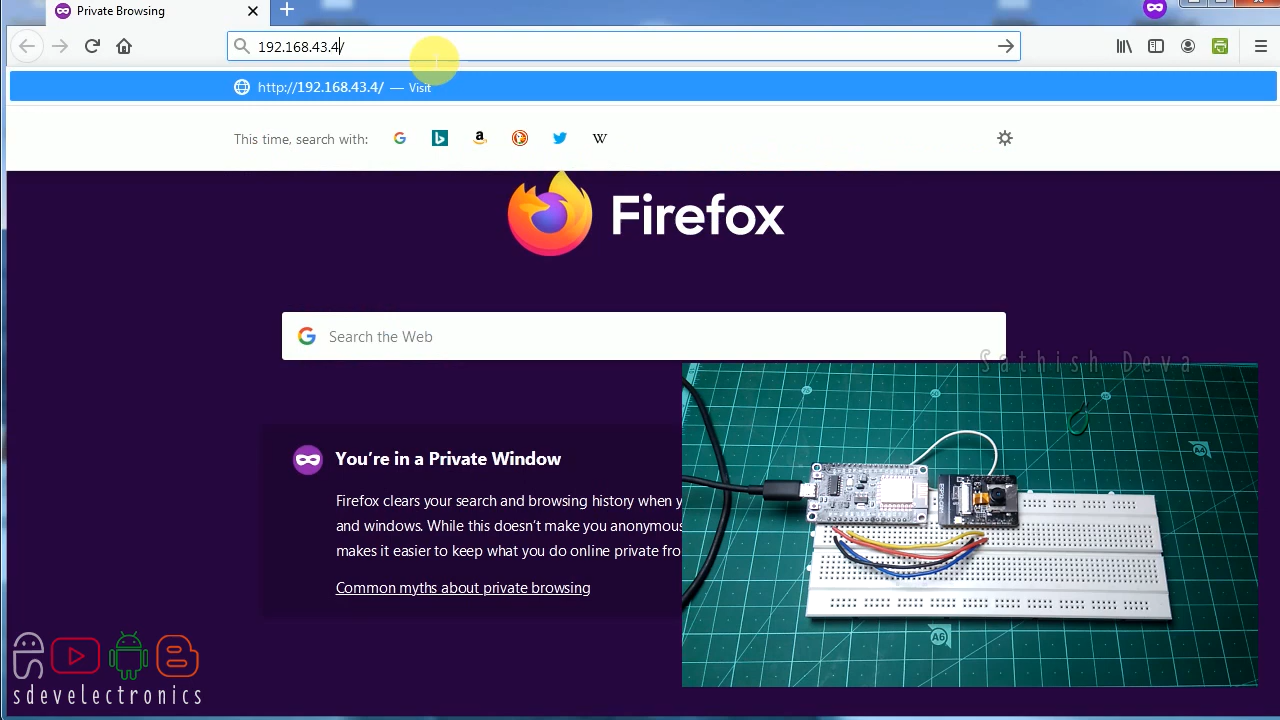 Private Browsing
192.168.43.4/
http://192.168.43.4/ — Visit
This time, search with:
Firefox
Search the Web
Sathish Deva
You're in a Private Window
Firefox clears your search and browsing history when y
and windows. While this doesn't make you anonymous
makes it easier to keep what you do online private fro
Common myths about private browsing
A6
sdevelectronics